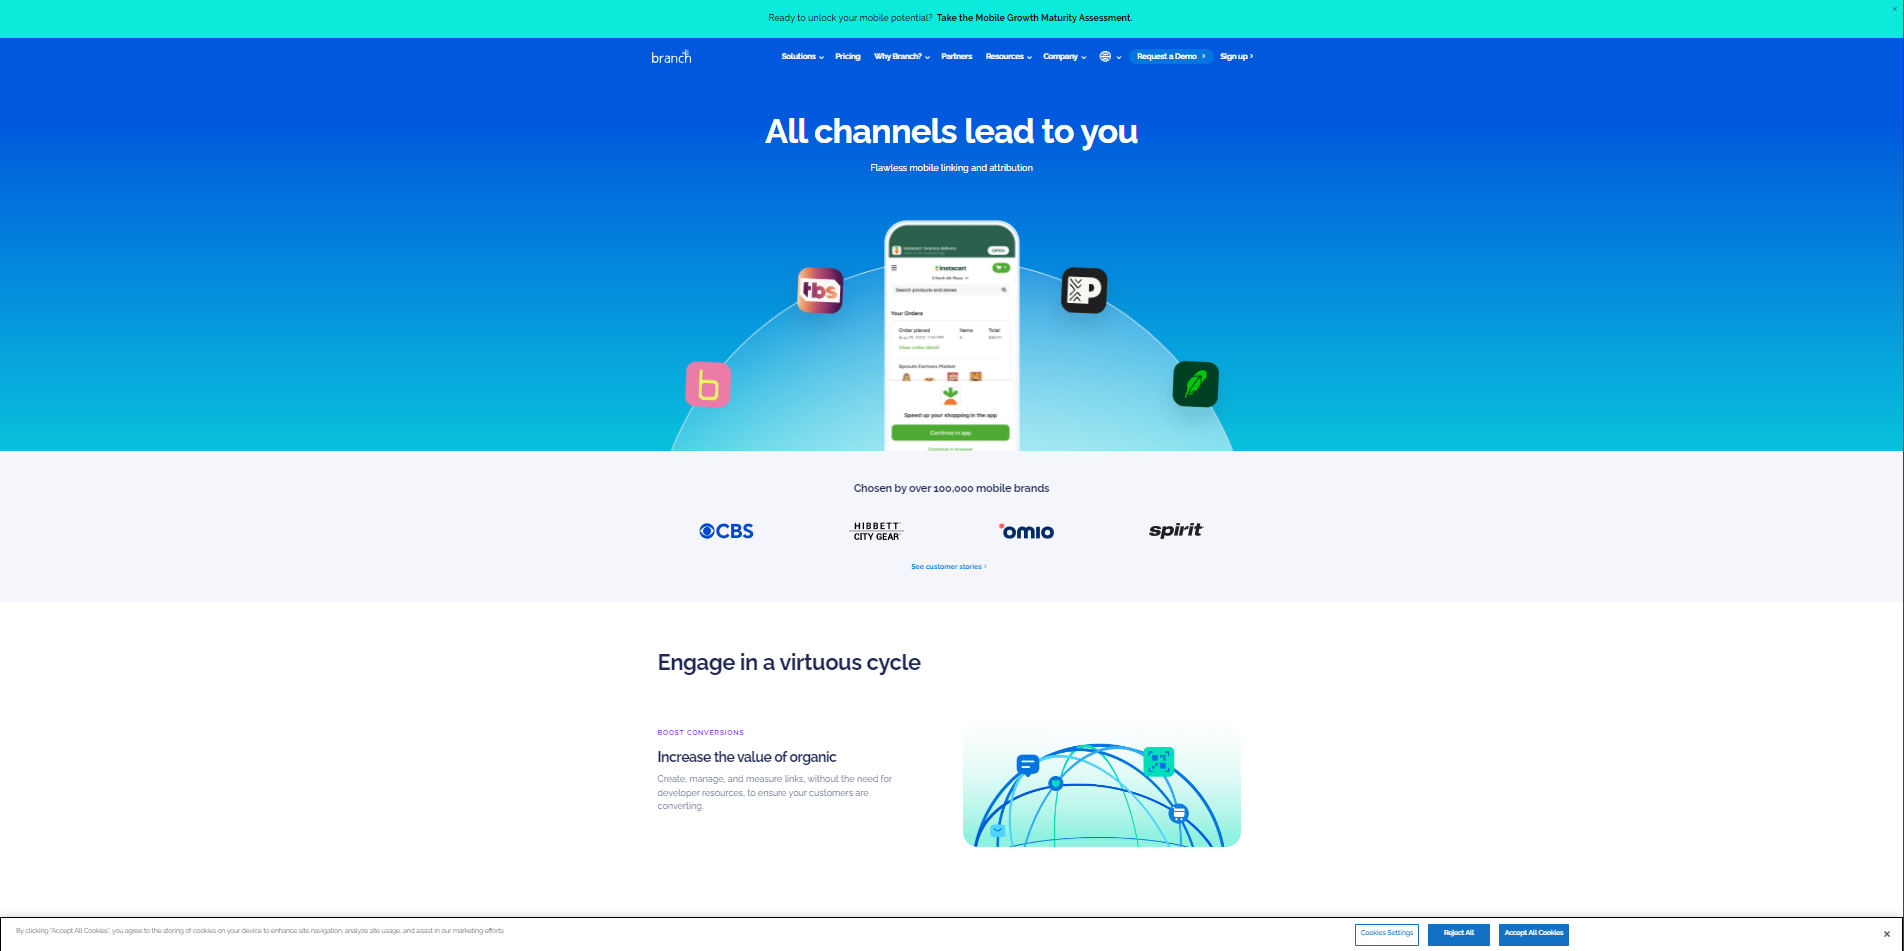 Ready to unlock your mobile potential? Take the Mobile Growth Maturity Assessment.
branch
Solutions
Pricing
Why Branch?
Partners
Resources
Company
Request a Demo
Sign up
All channels lead to you
Flawless mobile linking and attribution
OPEN
instacart
Search products and stores
Your Orders
Order placed Items Total
View order detail
Sprouts Farmers Market
Speed up your shopping in the app
Continue in app
Continue in browser
tbs
P
b
Chosen by over 100,000 mobile brands
CBS
HIBBETT
CITY GEAR
omio
spirit
See customer stories
Engage in a virtuous cycle
BOOST CONVERSIONS
Increase the value of organic
Create, manage, and measure links, without the need for
developer resources, to ensure your customers are
converting.
By clicking "Accept All Cookies", you agree to the storing of cookies on your device to enhance site navigation, analyze site usage, and assist in our marketing efforts.
Cookies Settings
Reject All
Accept All Cookies